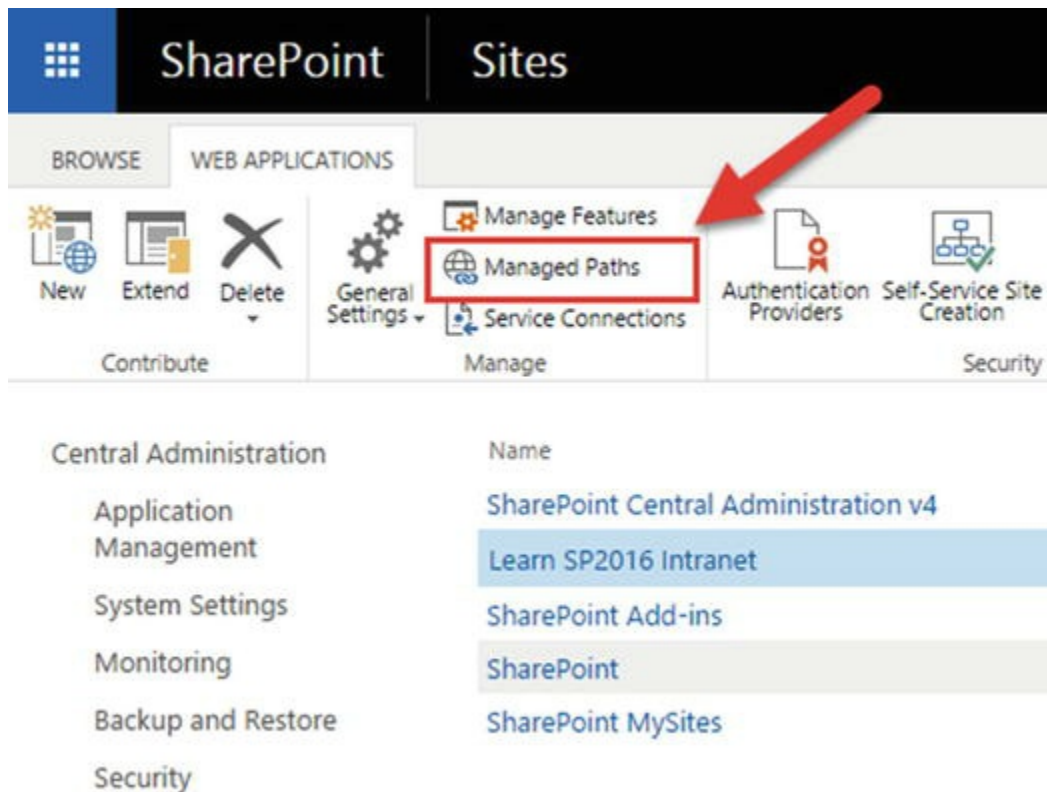 SharePoint Sites
BROWSE WEB APPLICATIONS
New
Extend
Delete
General
Settings
Manage Features
Managed Paths
Service Connections
Authentication
Providers
Self-Service Site
Creation
Contribute
Manage
Security
Central Administration
Application
Management
System Settings
Monitoring
Backup and Restore
Security
Name
SharePoint Central Administration v4
Learn SP2016 Intranet
SharePoint Add-ins
SharePoint
SharePoint MySites